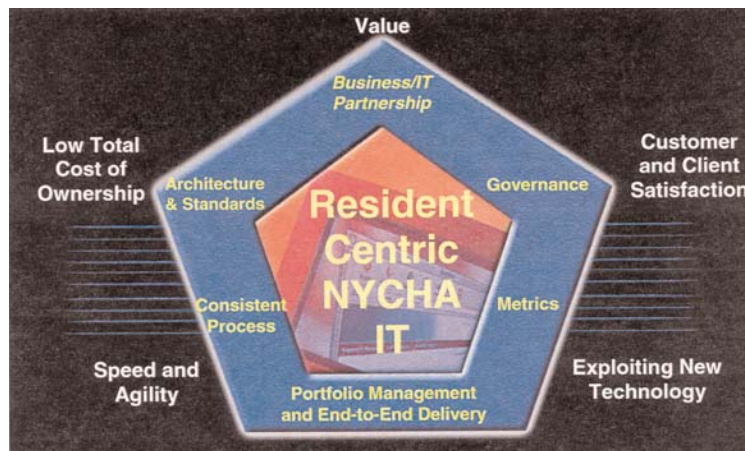 Value
Business/IT
Partnership
Low Total
Cost of
Ownership
Customer
and Client
Satisfaction
Architecture
& Standards
Governance
Resident
Centric
NYCHA
IT
Consistent
Process
Metrics
Speed and
Agility
Exploiting New
Technology
Portfolio Management
and End-to-End Delivery